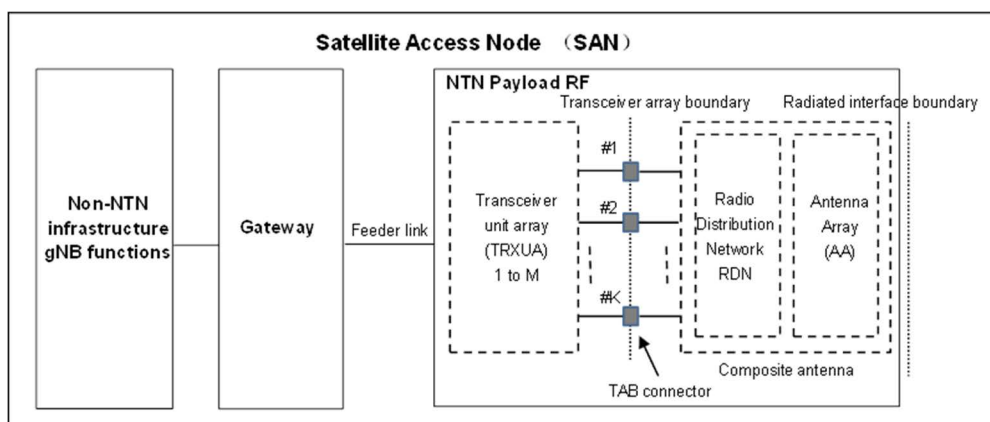 Satellite Access Node （SAN）
NTN Payload RF
Transceiver array boundary
Radiated interface boundary
Non-NTN
infrastructure
gNB functions
Gateway
Feeder link
Transceiver
unit array
(TRXUA)
1 to M
#1
#2
#K
Radio
Distribution
Network
RDN
Antenna
Array
(AA)
Composite antenna
TAB connector